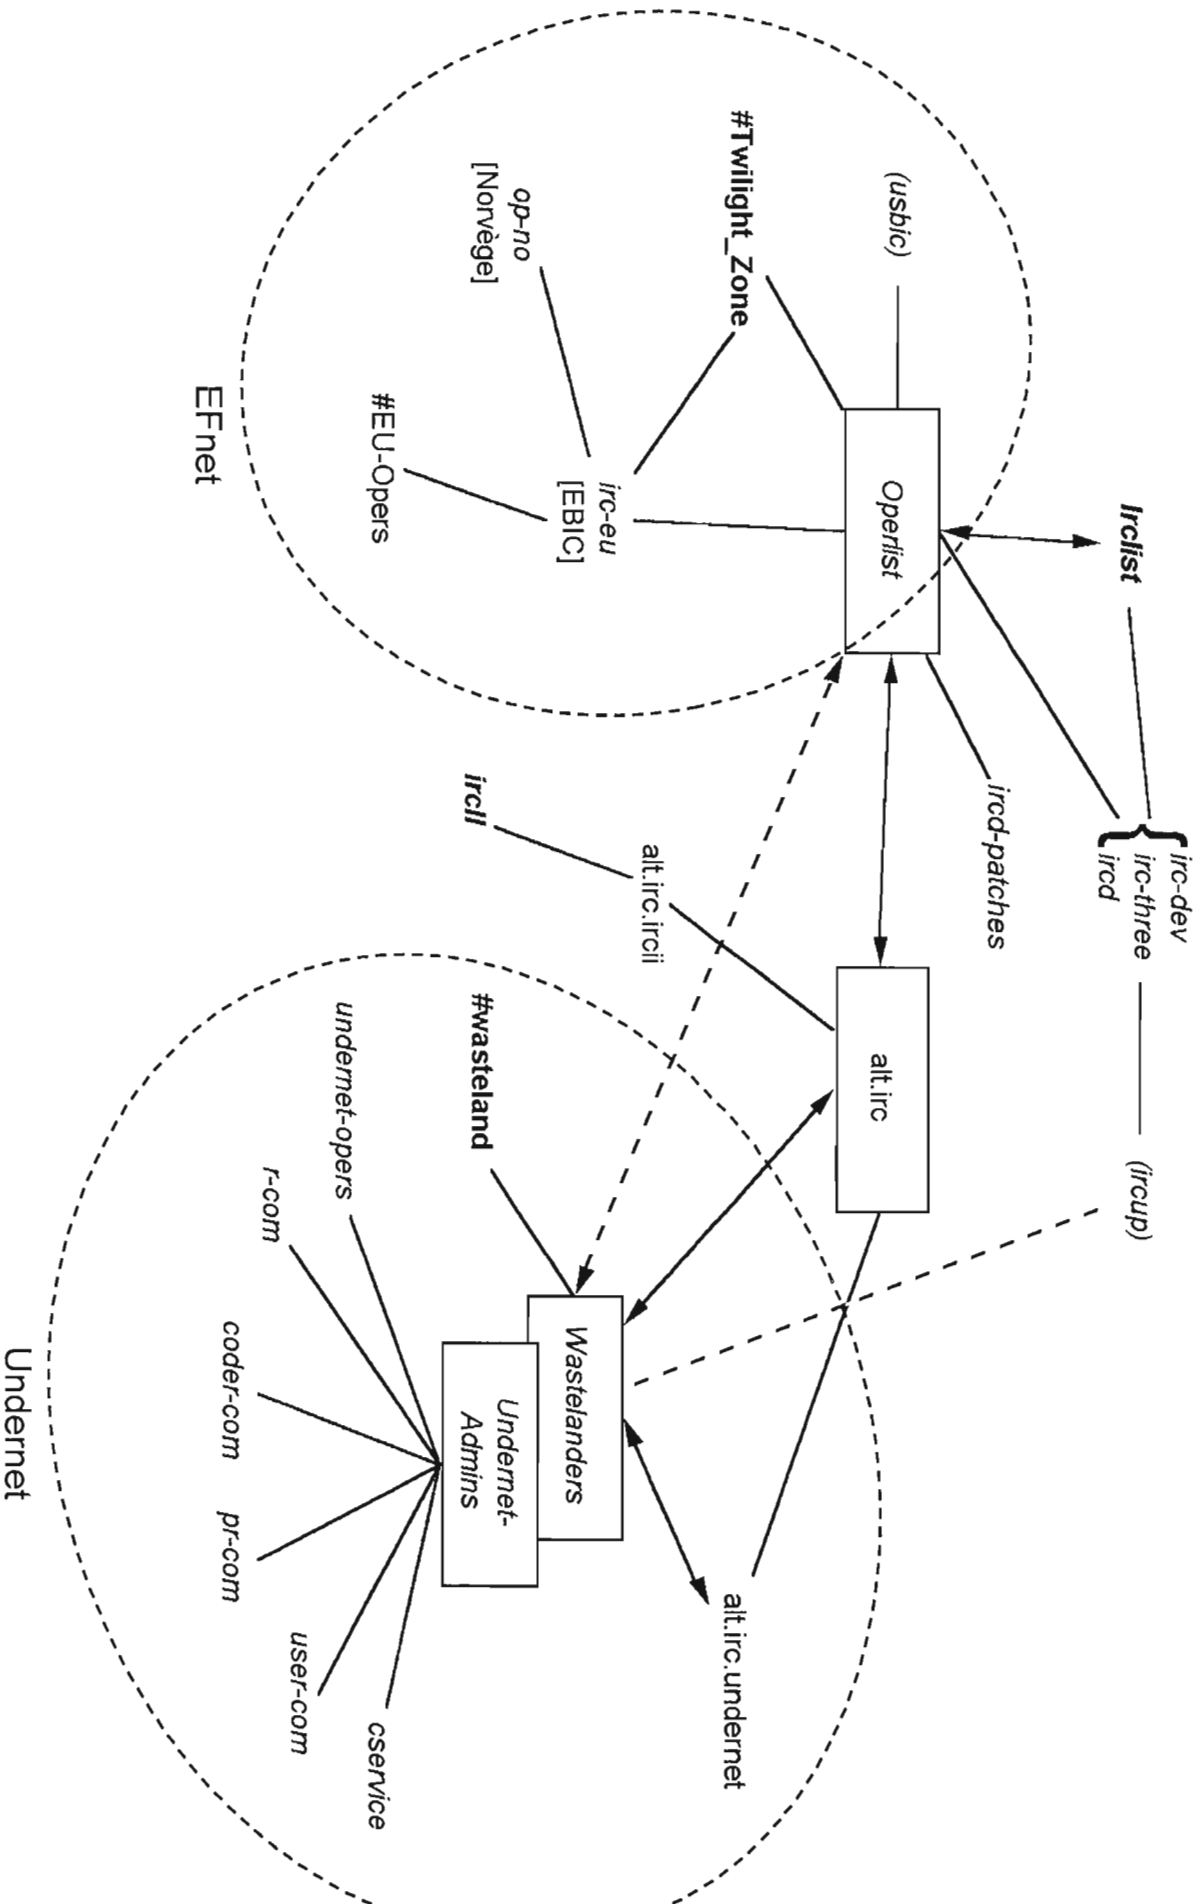 Irclist
irc-dev
irc-three
ircd
(ircup)
ircd-patches
(usbic)
Operlist
alt.irc
#Twilight_Zone
alt.irc.undernet
alt.irc.ircii
irc-eu
[EBIC]
op-no
[Norvège]
ircII
#wasteland
Wastelanders
Undernet-
Admins
#EU-Opers
undernet-opers
cservice
r-com
user-com
coder-com
pr-com
EFnet
Undernet